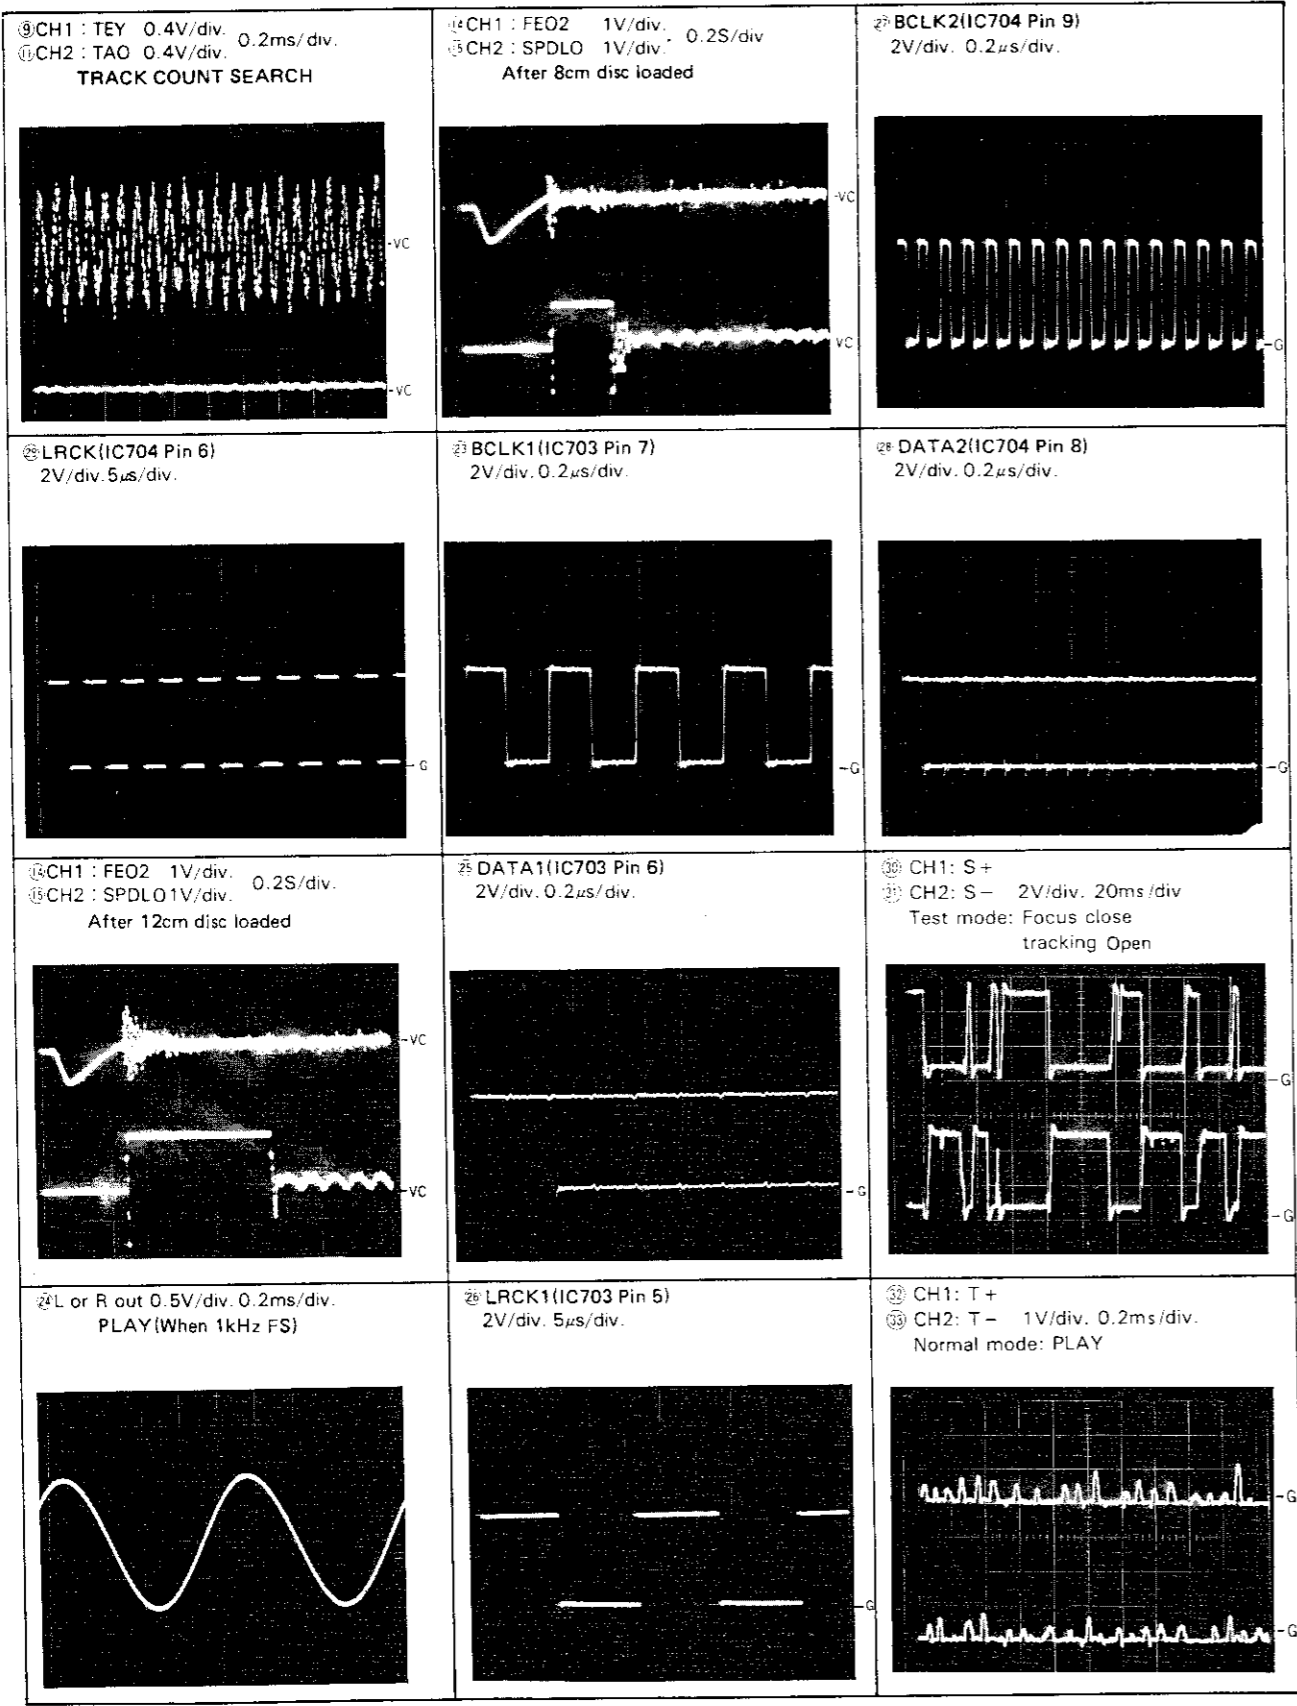 ⑨CH1 : TEY 0.4V/div. 0.2ms/div.
⑪CH2 : TAO 0.4V/div.
TRACK COUNT SEARCH
-VC
-VC
⑭CH1 : FEO2 1V/div. 0.2S/div
⑮CH2 : SPDLO 1V/div.
After 8cm disc loaded
-VC
VC
㉗BCLK2(IC704 Pin 9)
2V/div. 0.2μs/div.
-G
㉙LRCK(IC704 Pin 6)
2V/div. 5μs/div.
- G
㉓BCLK1(IC703 Pin 7)
2V/div. 0.2μs/div.
-G
㉘DATA2(IC704 Pin 8)
2V/div. 0.2μs/div.
-G
⑭CH1 : FEO2 1V/div. 0.2S/div.
⑮CH2 : SPDLO 1V/div.
After 12cm disc loaded
-VC
-VC
㉕DATA1(IC703 Pin 6)
2V/div. 0.2μs/div.
-G
㉚ CH1: S+
㉛ CH2: S− 2V/div. 20ms/div
Test mode: Focus close
tracking Open
-G
-G
㉔L or R out 0.5V/div. 0.2ms/div.
PLAY(When 1kHz FS)
㉖LRCK1(IC703 Pin 5)
2V/div. 5μs/div.
-G
㉜ CH1: T+
㉝ CH2: T− 1V/div. 0.2ms/div.
Normal mode: PLAY
-G
-G